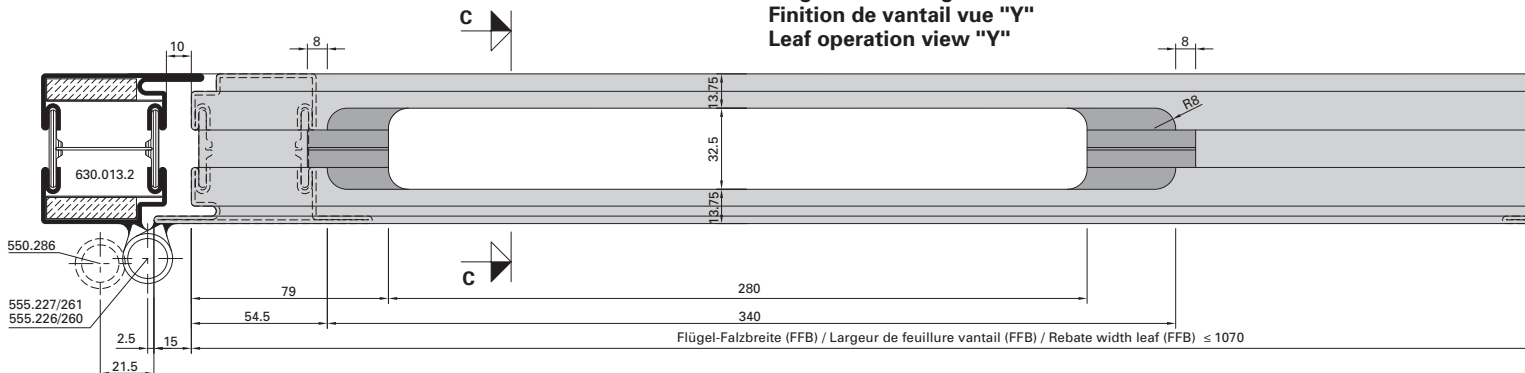 Finition de vantail vue "Y"
Leaf operation view "Y"
C
10
8
8
13.75
R8
32.5
630.013.2
13.75
550.286
C
79
280
555.227/261
555.226/260
54.5
340
2.5
15
Flügel-Falzbreite (FFB) / Largeur de feuillure vantail (FFB) / Rebate width leaf (FFB) ≤ 1070
21.5